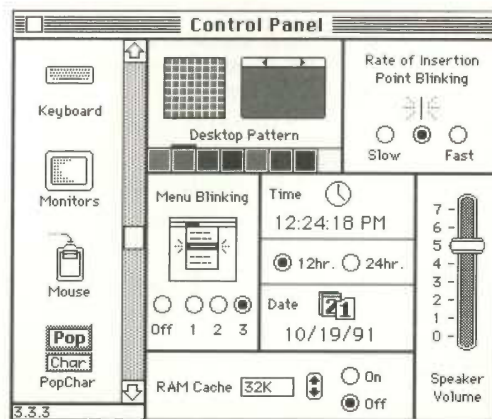 Control Panel
Keyboard
Monitors
Mouse
Pop
Char
PopChar
3.3.3
Desktop Pattern
Rate of Insertion
Point Blinking
Slow Fast
Menu Blinking
Off 1 2 3
Time
12:24:18 PM
12hr. 24hr.
Date
21
10/19/91
7
6
5
4
3
2
1
0
Speaker
Volume
RAM Cache 32K
On
Off